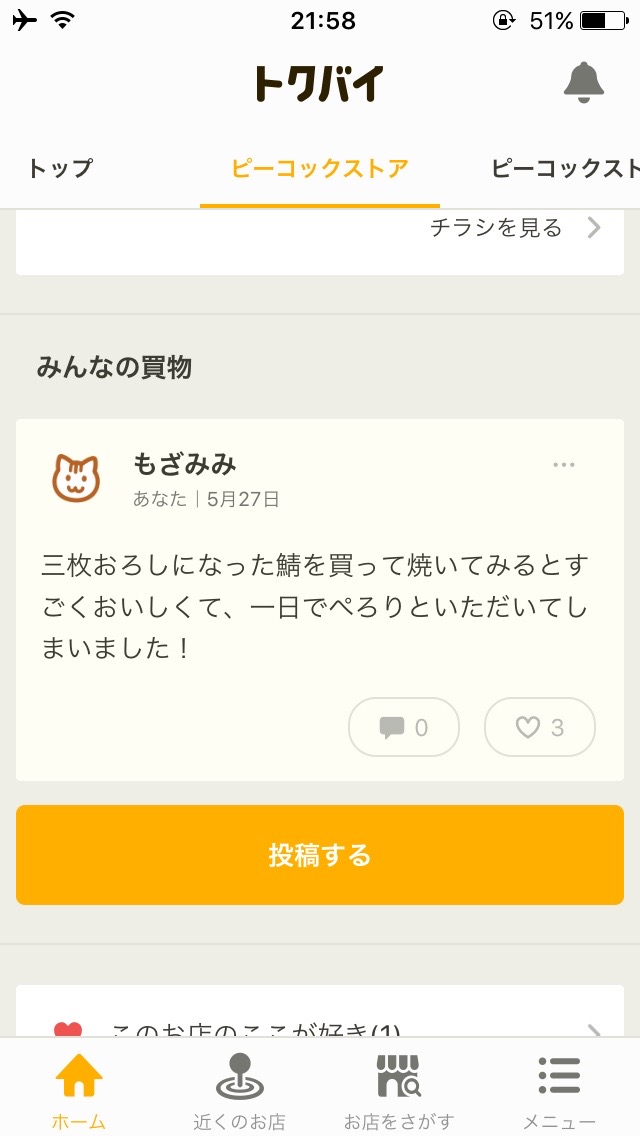 21:58
51%
トクバイ
トップ
ピーコックストア
ピーコックスト
チラシを見る
みんなの買物
もざみみ
あなた｜5月27日
三枚おろしになった鯖を買って焼いてみるとす
ごくおいしくて、一日でぺろりといただいてし
まいました！
0
3
投稿する
このお店のここが好き(1)
ホーム
近くのお店
お店をさがす
メニュー